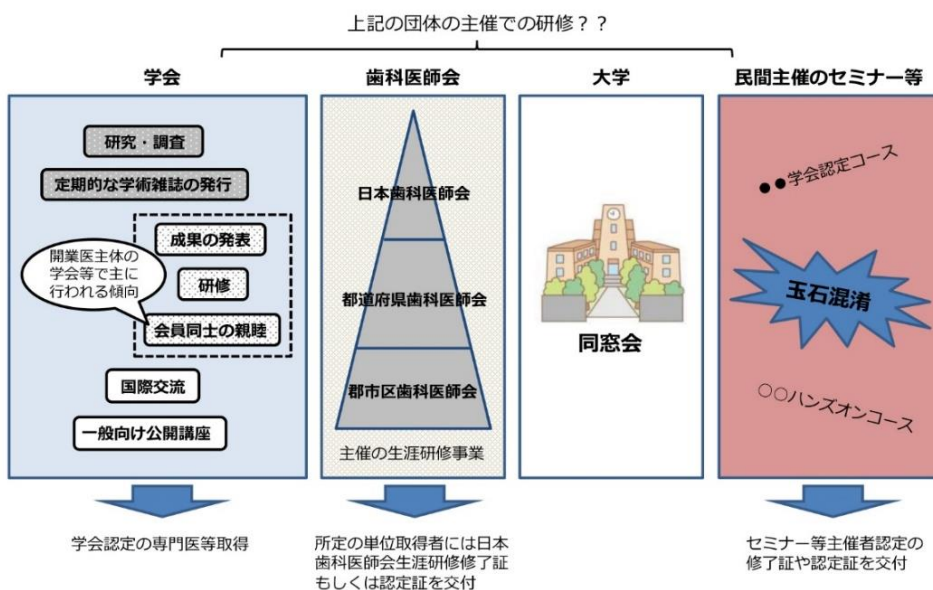 上記の団体の主催での研修？？
学会
歯科医師会
大学
民間主催のセミナー等
研究・調査
定期的な学術雑誌の発行
成果の発表
研修
会員同士の親睦
開業医主体の
学会等で主に
行われる傾向
国際交流
一般向け公開講座
日本歯科医師会
都道府県歯科医師会
郡市区歯科医師会
主催の生涯研修事業
同窓会
●●学会認定コース
玉石混淆
○○ハンズオンコース
学会認定の専門医等取得
所定の単位取得者には日本
歯科医師会生涯研修修了証
もしくは認定証を交付
セミナー等主催者認定の
修了証や認定証を交付